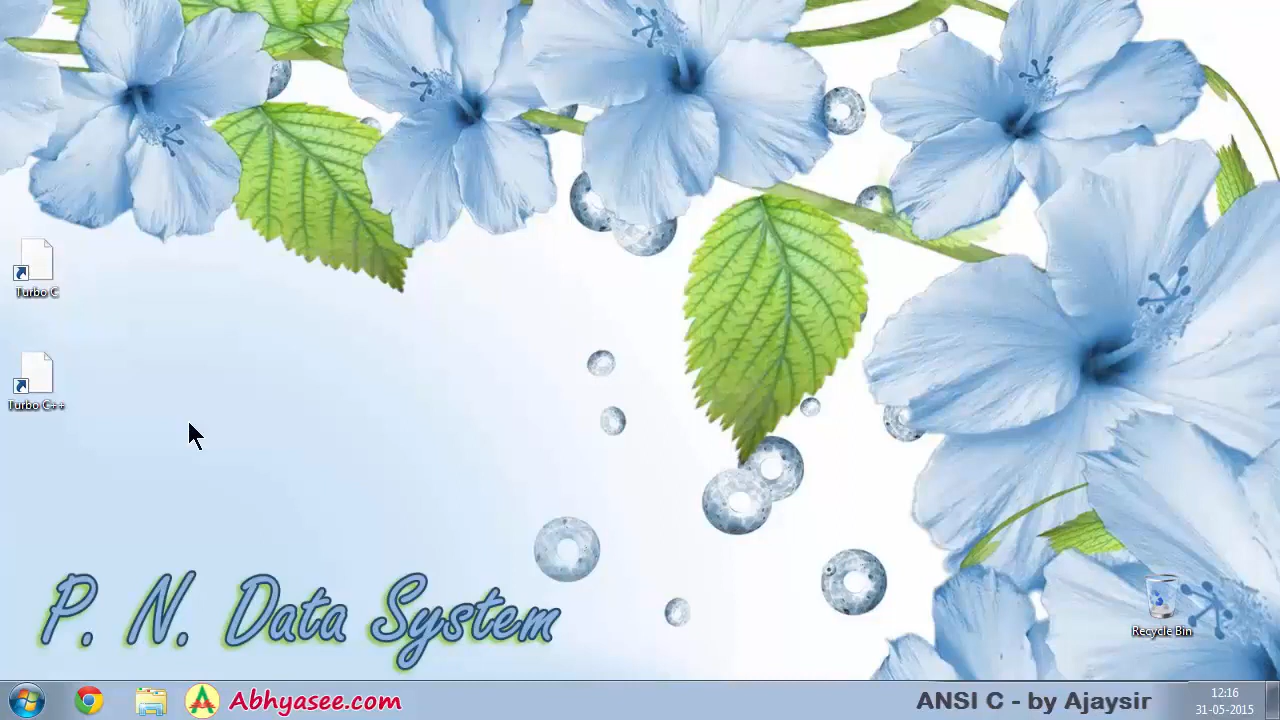 Turbo C
Turbo C++
P. N. Data System
Recycle Bin
Abhyasee.com
ANSI C - by Ajaysir
12:16
31-05-2015